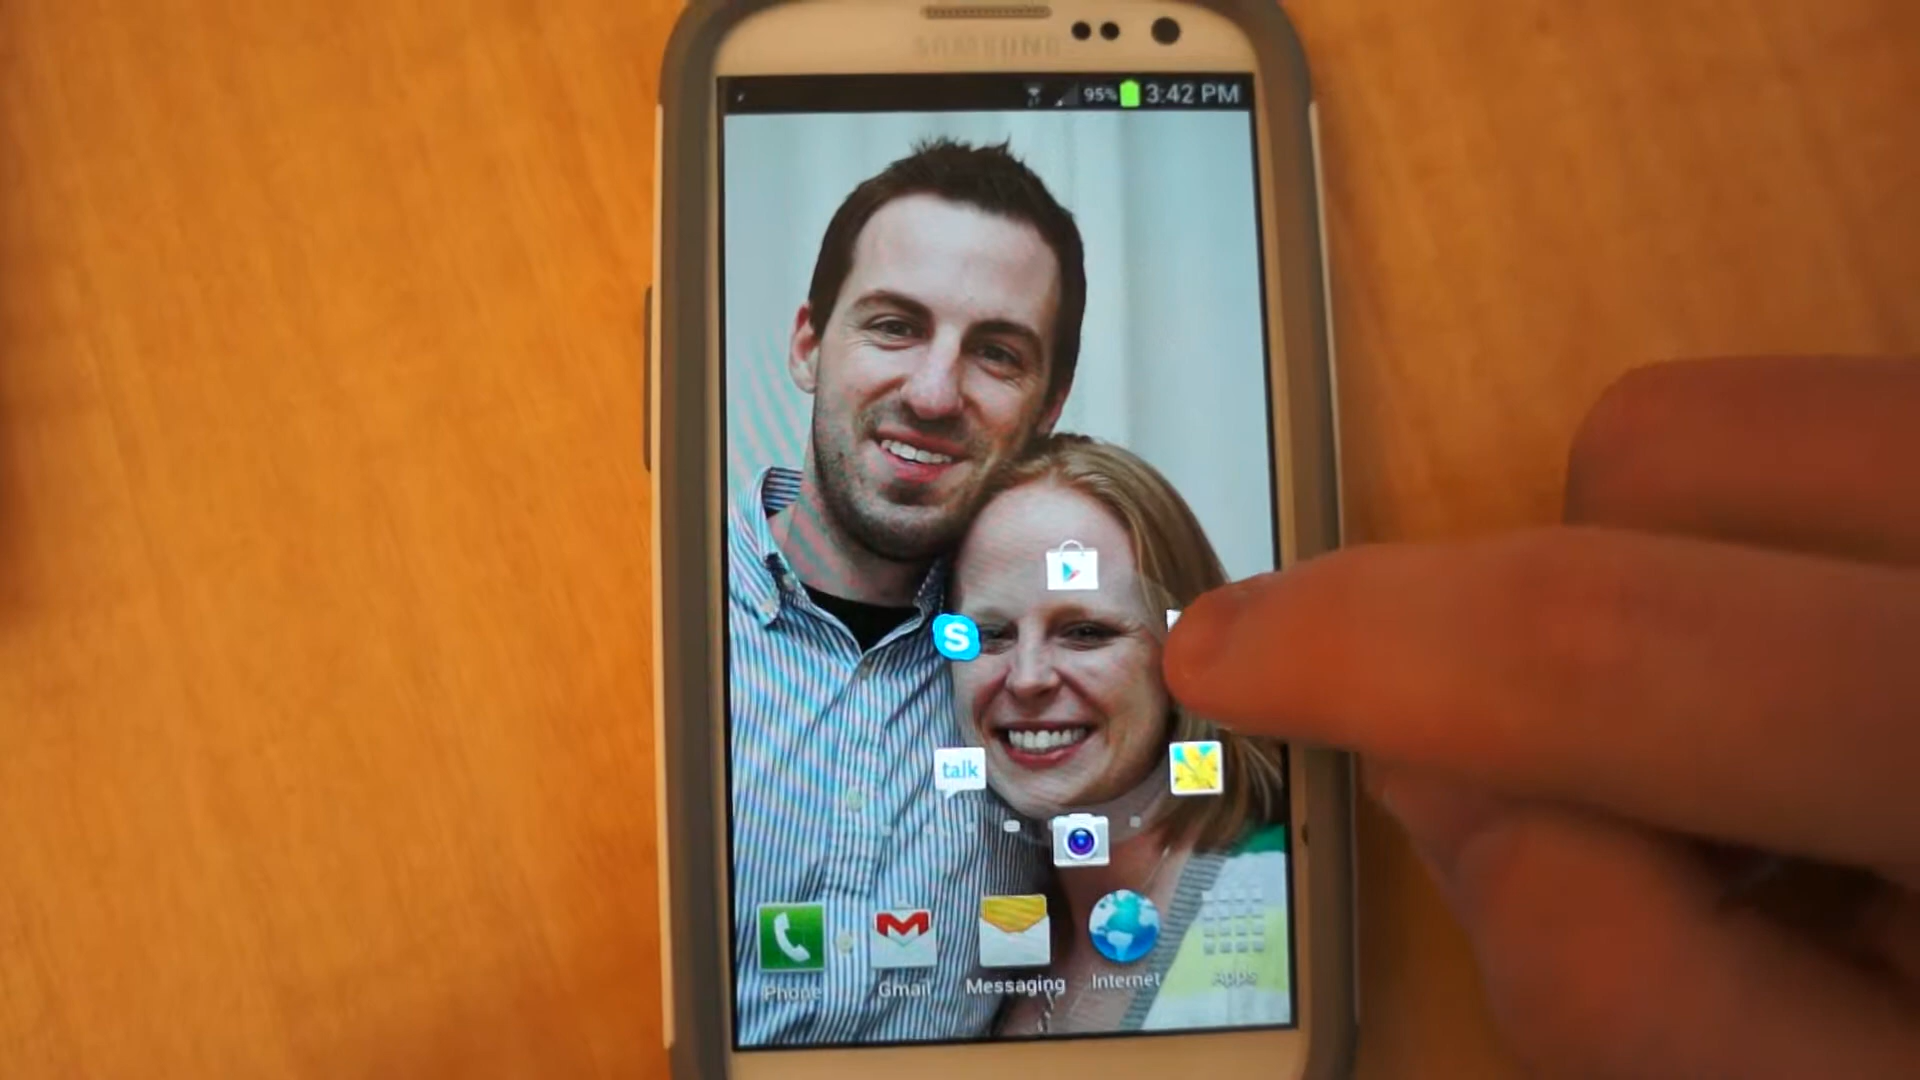 SAMSUNG
95% 3:42 PM
S
talk
Phone Gmail Messaging Internet Apps